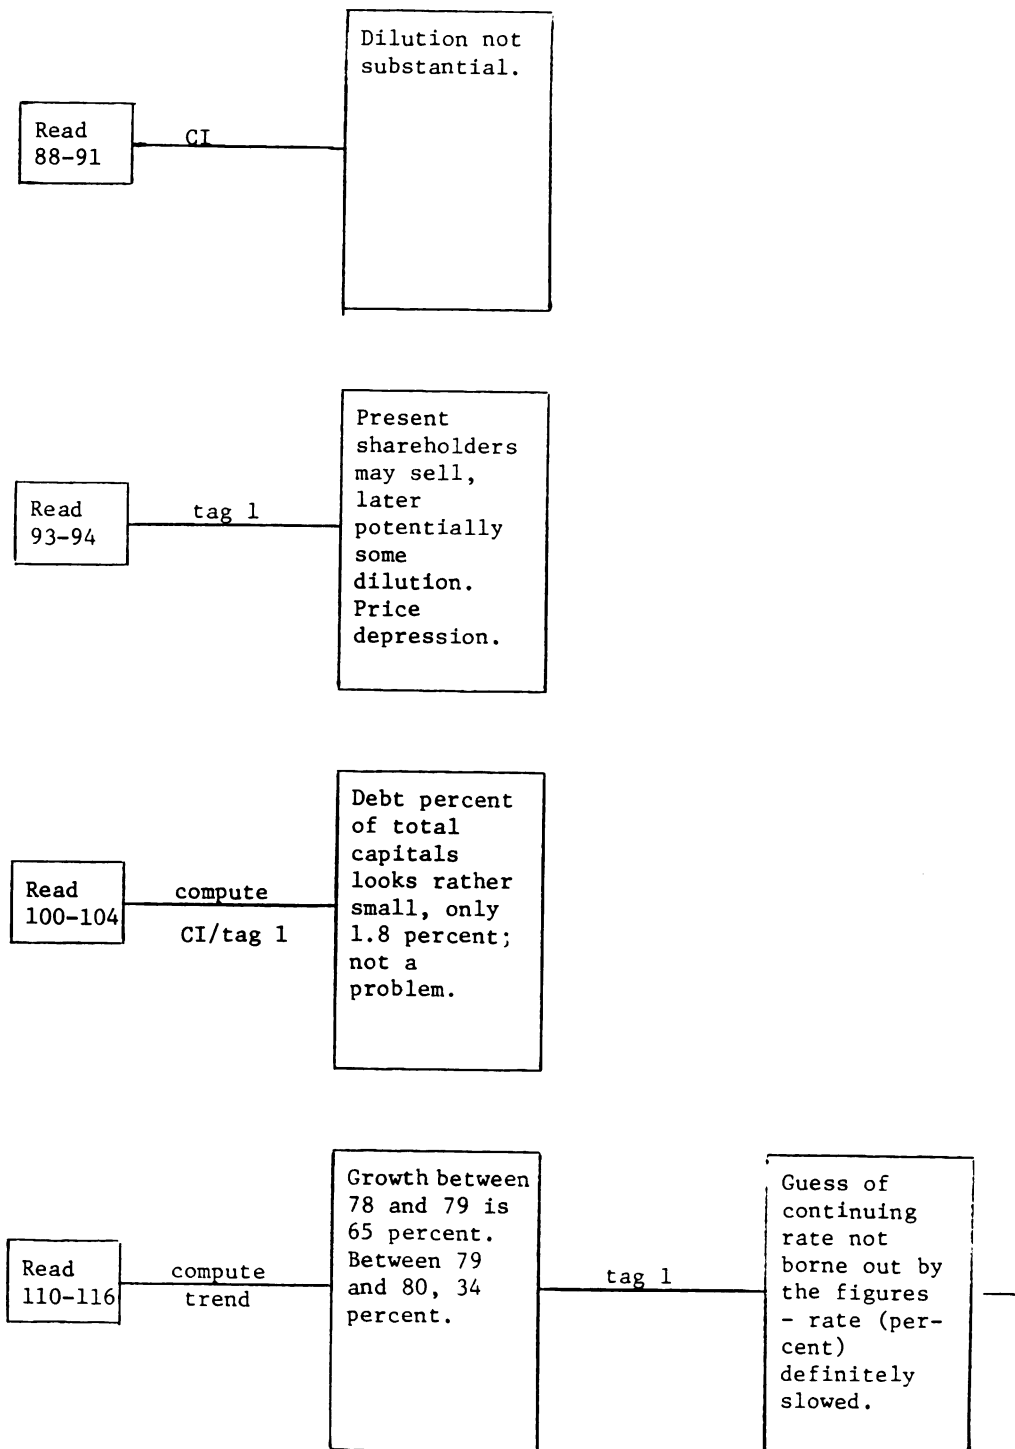 Dilution not
substantial.
Read
88-91
CI
Present
shareholders
may sell,
later
potentially
some
dilution.
Price
depression.
Read
93-94
tag 1
Debt percent
of total
capitals
looks rather
small, only
1.8 percent;
not a
problem.
Read
100-104
compute
CI/tag 1
Growth between
78 and 79 is
65 percent.
Between 79
and 80, 34
percent.
Read
110-116
compute
trend
tag 1
Guess of
continuing
rate not
borne out by
the figures
- rate (per-
cent)
definitely
slowed.